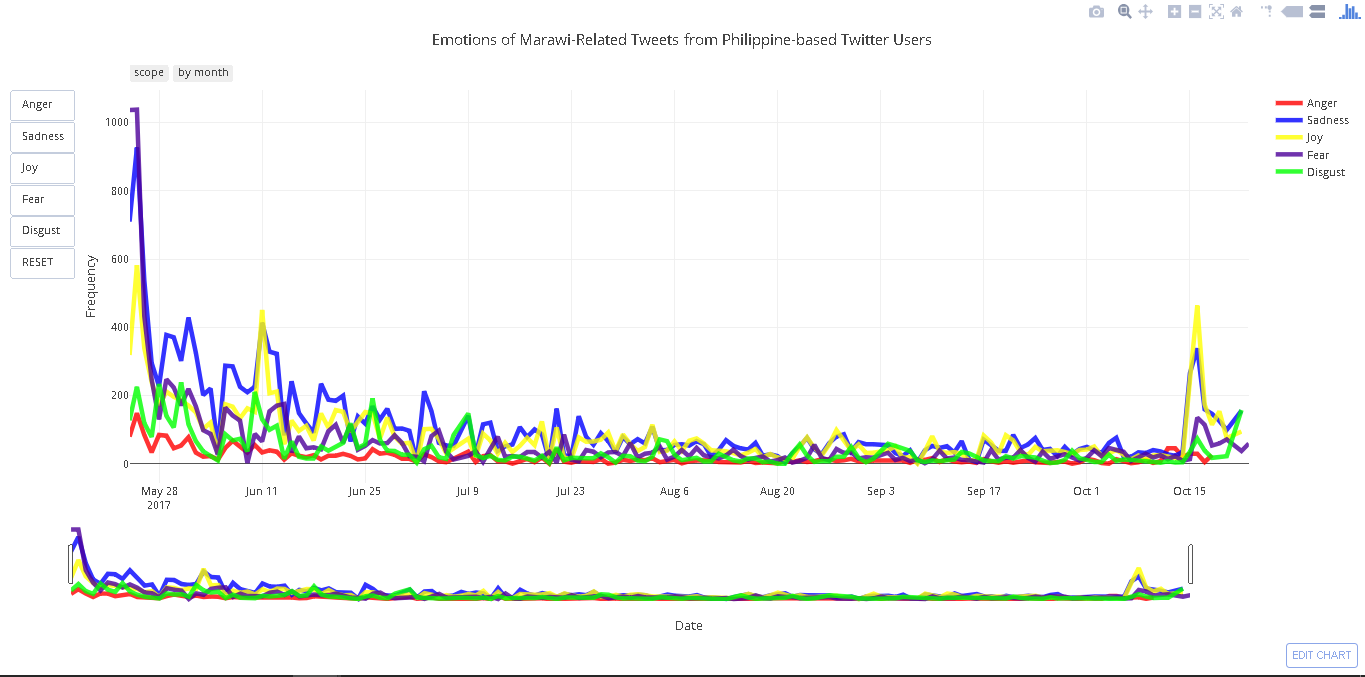 Emotions of Marawi-Related Tweets from Philippine-based Twitter Users
scope by month
Anger
Sadness
Joy
Fear
Disgust
RESET
Frequency
1000
800
600
400
200
0
May 28
2017
Jun 11
Jun 25
Jul 9
Jul 23
Aug 6
Aug 20
Sep 3
Sep 17
Oct 1
Oct 15
Anger
Sadness
Joy
Fear
Disgust
Date
EDIT CHART